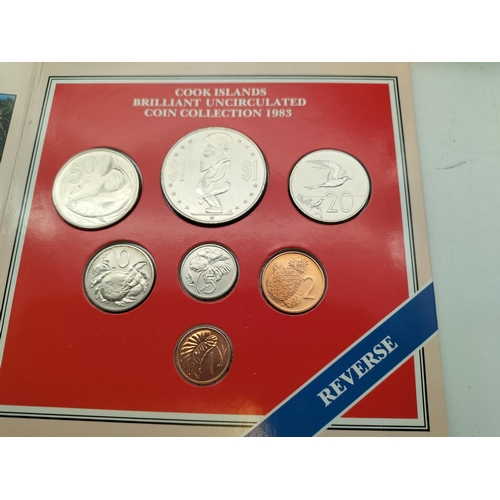 COOK ISLANDS
BRILLIANT UNCIRCULATED
COIN COLLECTION 1983
50
$1 $1
20
10
5
2
1
REVERSE